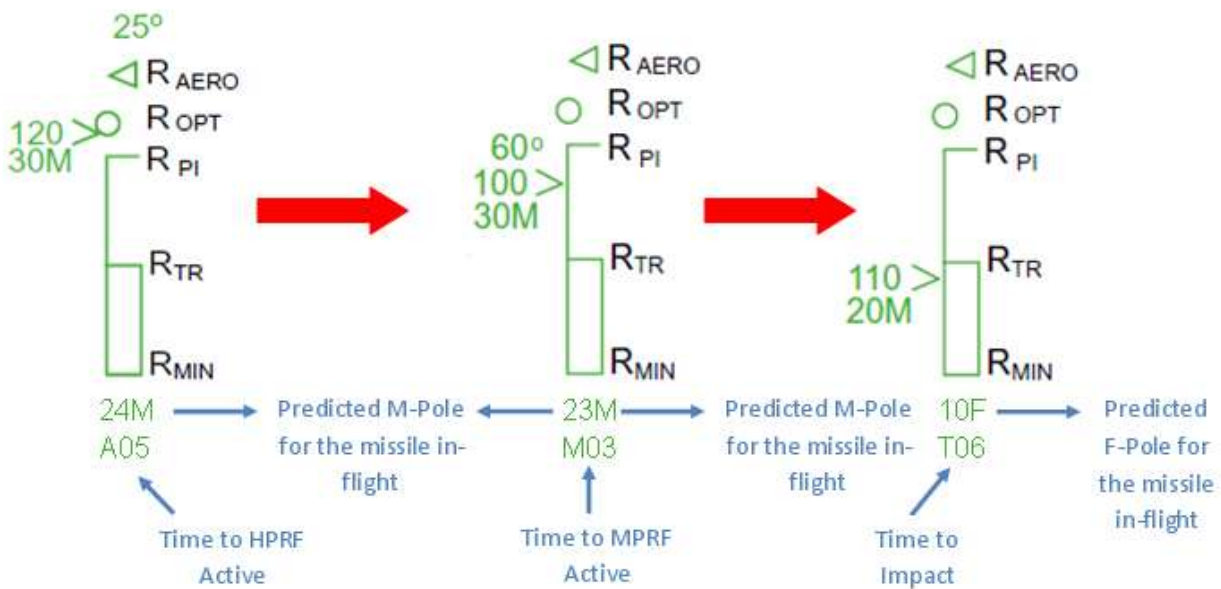 25º
R AERO
R OPT
120 >
30M
R PI
R TR
R MIN
24M
A05
Time to HPRF
Active
Predicted M-Pole
for the missile in-
flight
R AERO
R OPT
60º
R PI
100 >
30M
R TR
R MIN
23M
M03
Time to MPRF
Active
Predicted M-Pole
for the missile in-
flight
R AERO
R OPT
R PI
R TR
110 >
20M
R MIN
10F
T06
Time to
Impact
Predicted
F-Pole for
the missile
in-flight